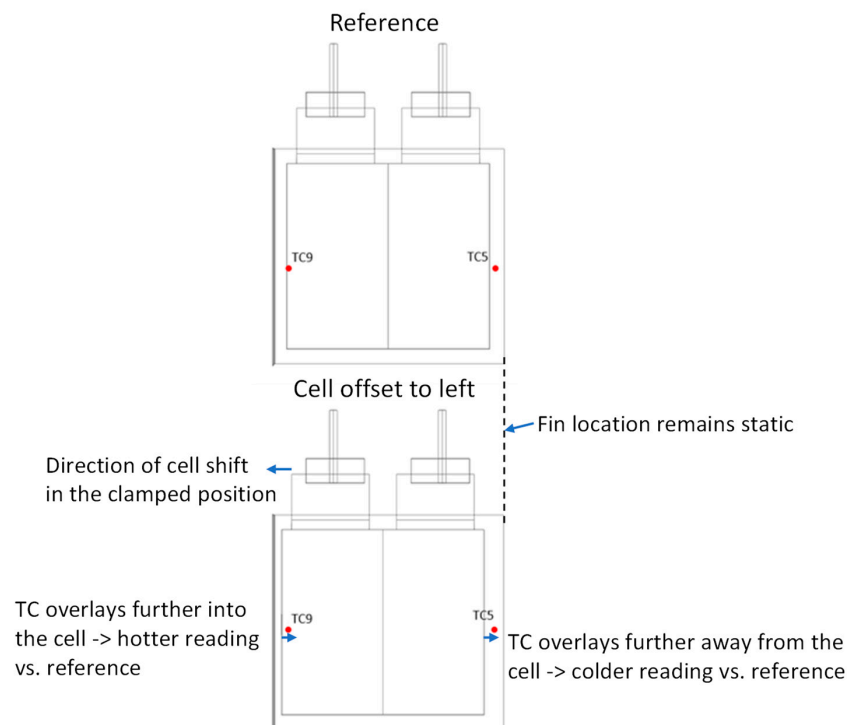 Reference
TC9
TC5
Cell offset to left
Fin location remains static
Direction of cell shift
in the clamped position
TC9
TC5
TC overlays further into
the cell -> hotter reading
vs. reference
TC overlays further away from the
cell -> colder reading vs. reference